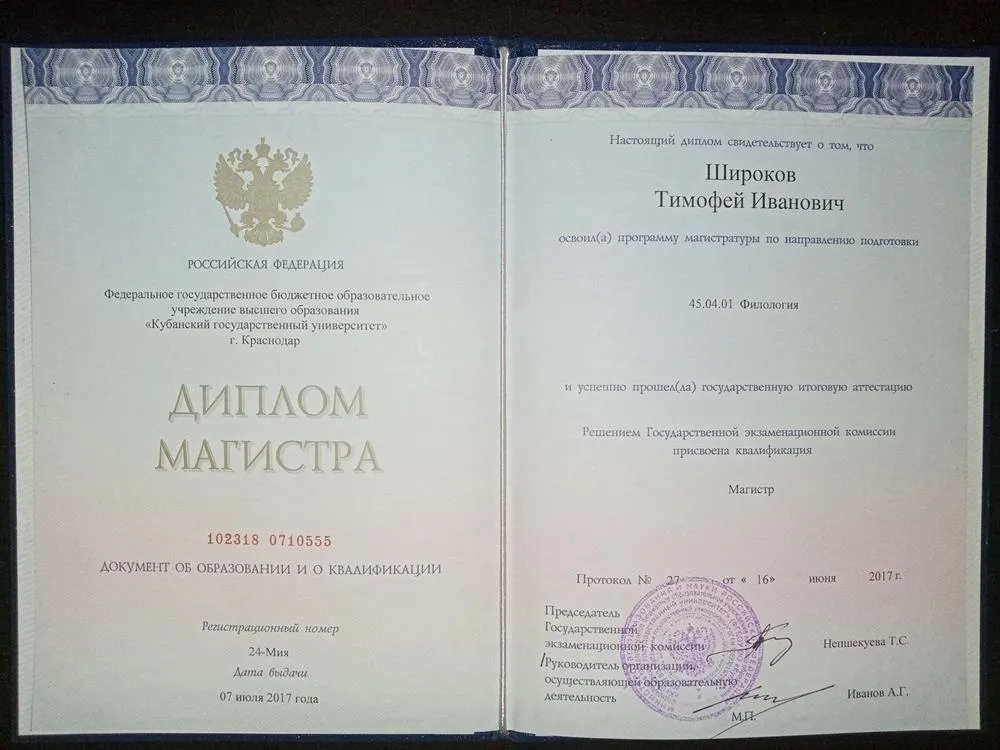 РОССИЙСКАЯ ФЕДЕРАЦИЯ
Федеральное государственное бюджетное образовательное
учреждение высшего образования
«Кубанский государственный университет»
г. Краснодар
ДИПЛОМ
МАГИСТРА
102318 0710555
ДОКУМЕНТ ОБ ОБРАЗОВАНИИ И О КВАЛИФИКАЦИИ
Регистрационный номер
24-Мия
Дата выдачи
07 июля 2017 года
Настоящий диплом свидетельствует о том, что
Широков
Тимофей Иванович
освоил(а) программу магистратуры по направлению подготовки
45.04.01 Филология
и успешно прошел(ла) государственную итоговую аттестацию
Решением Государственной экзаменационной комиссии
присвоена квалификация
Магистр
Протокол № 27 от « 16» июня 2017 г.
Председатель
Государственной
экзаменационной комиссии Непшекуева Т.С.
Руководитель организации,
осуществляющей образовательную
деятельность Иванов А.Г.
М.П.